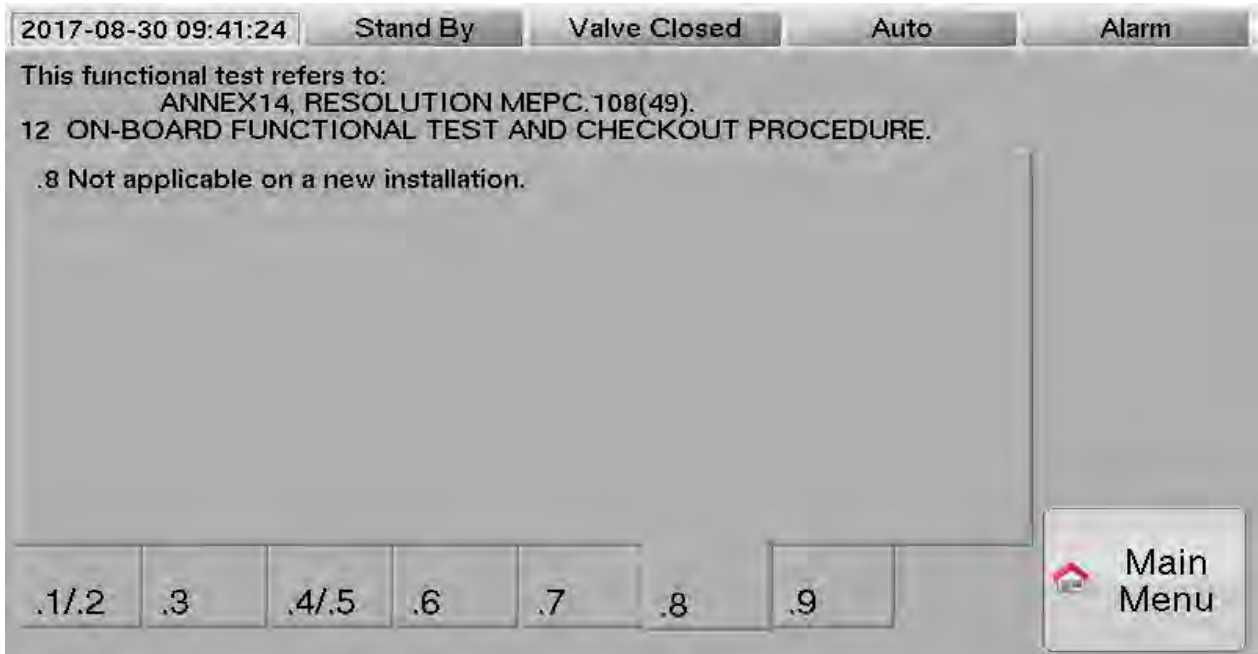 2017-08-30 09:41:24 Stand By Valve Closed Auto Alarm
This functional test refers to:
ANNEX14, RESOLUTION MEPC.108(49).
12 ON-BOARD FUNCTIONAL TEST AND CHECKOUT PROCEDURE.
.8 Not applicable on a new installation.
.1/.2 .3 .4/.5 .6 .7 .8 .9
Main
Menu